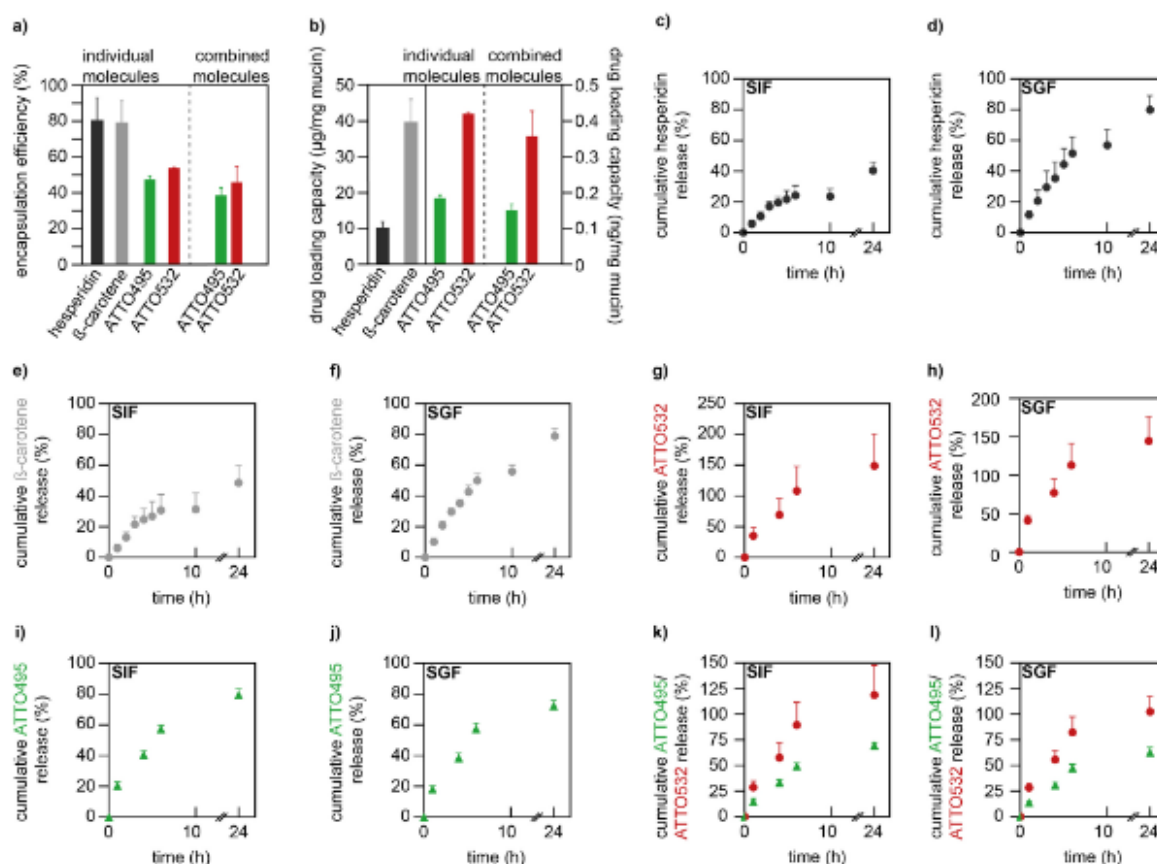 a)
individual
molecules
combined
molecules
encapsulation efficiency (%)
100
80
60
40
20
0
hesperidin
ß-carotene
ATTO495
ATTO532
ATTO495
ATTO532
b)
individual
molecules
combined
molecules
drug loading capacity (µg/mg mucin)
50
40
30
20
10
0
0.5
0.4
0.3
0.2
0.1
0
drug loading
capacity (ng/mg mucin)
hesperidin
ß-carotene
ATTO495
ATTO532
ATTO495
ATTO532
c)
SIF
cumulative hesperidin
release (%)
100
80
60
40
20
0
0
10
24
time (h)
d)
SGF
cumulative hesperidin
release (%)
100
80
60
40
20
0
0
10
24
time (h)
e)
SIF
cumulative ß-carotene
release (%)
100
80
60
40
20
0
0
10
24
time (h)
f)
SGF
cumulative ß-carotene
release (%)
100
80
60
40
20
0
0
10
24
time (h)
g)
SIF
cumulative ATTO532
release (%)
250
200
150
100
50
0
0
10
24
time (h)
h)
SGF
cumulative ATTO532
release (%)
200
150
100
50
0
0
10
24
time (h)
i)
SIF
cumulative ATTO495
release (%)
100
80
60
40
20
0
0
10
24
time (h)
j)
SGF
cumulative ATTO495
release (%)
100
80
60
40
20
0
0
10
24
time (h)
k)
SIF
cumulative ATTO495/
ATTO532 release (%)
150
125
100
75
50
25
0
0
10
24
time (h)
l)
SGF
cumulative ATTO495/
ATTO532 release (%)
150
125
100
75
50
25
0
0
10
24
time (h)